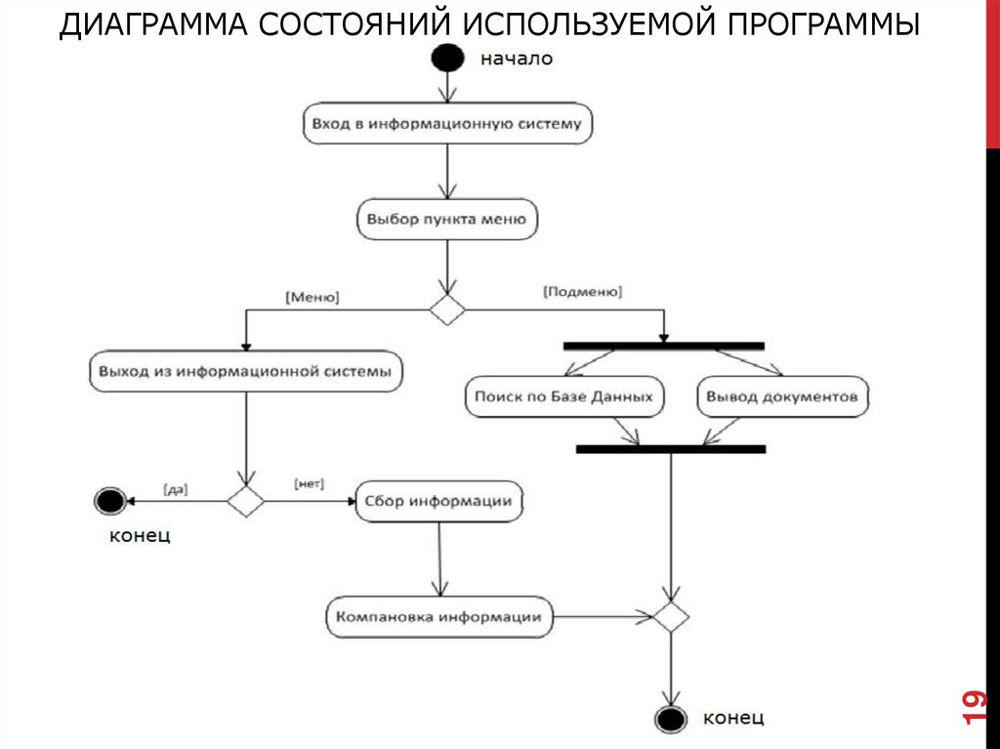 ДИАГРАММА СОСТОЯНИЙ ИСПОЛЬЗУЕМОЙ ПРОГРАММЫ
начало
Вход в информационную систему
Выбор пункта меню
[Меню]
[Подменю]
Выход из информационной системы
Поиск по Базе Данных
Вывод документов
[да]
[нет]
Сбор информации
конец
Компановка информации
конец
19